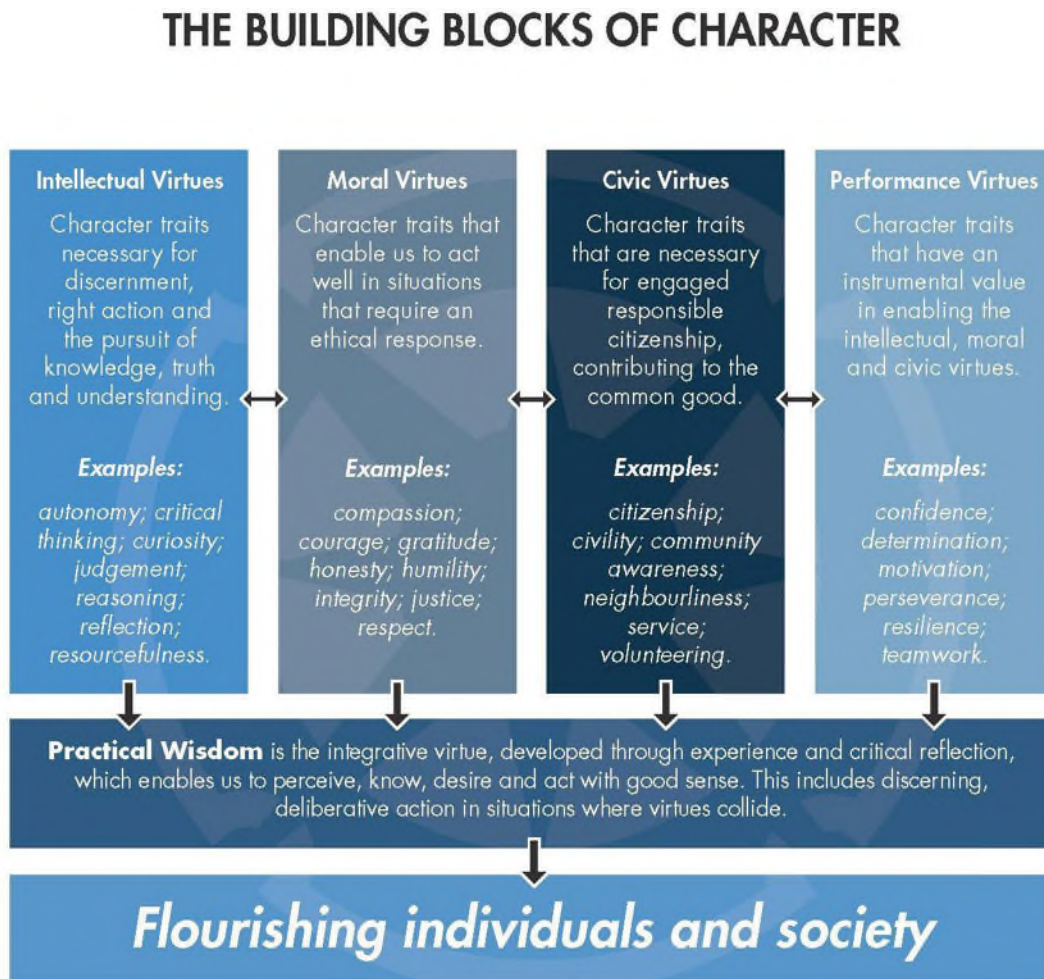 THE BUILDING BLOCKS OF CHARACTER
Intellectual Virtues
Character traits
necessary for
discernment,
right action and
the pursuit of
knowledge, truth
and understanding.
Examples:
autonomy; critical
thinking; curiosity;
judgement;
reasoning;
reflection;
resourcefulness.
Moral Virtues
Character traits that
enable us to act
well in situations
that require an
ethical response.
Examples:
compassion;
courage; gratitude;
honesty; humility;
integrity; justice;
respect.
Civic Virtues
Character traits
that are necessary
for engaged
responsible
citizenship,
contributing to the
common good.
Examples:
citizenship;
civility; community
awareness;
neighbourliness;
service;
volunteering.
Performance Virtues
Character traits
that have an
instrumental value
in enabling the
intellectual, moral
and civic virtues.
Examples:
confidence;
determination;
motivation;
perseverance;
resilience;
teamwork.
Practical Wisdom is the integrative virtue, developed through experience and critical reflection,
which enables us to perceive, know, desire and act with good sense. This includes discerning,
deliberative action in situations where virtues collide.
Flourishing individuals and society